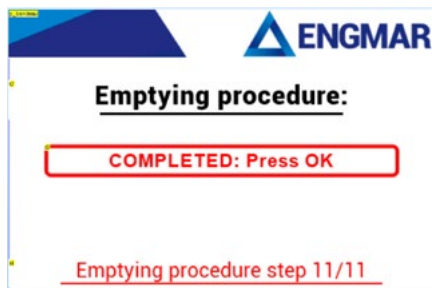 ENGMAR
Emptying procedure:
COMPLETED: Press OK
Emptying procedure step 11/11